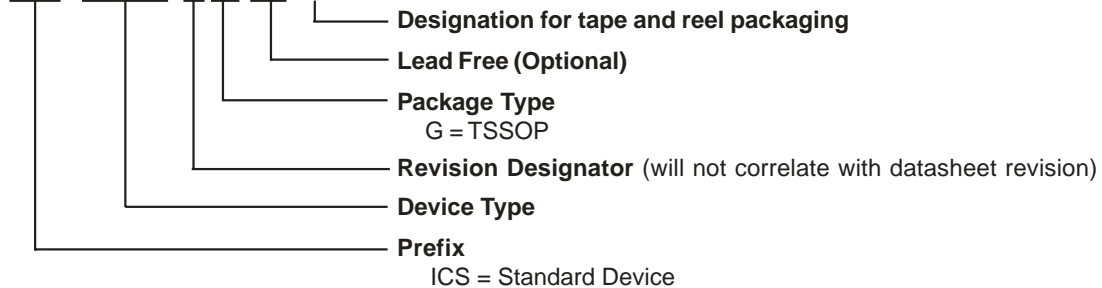 Designation for tape and reel packaging
Lead Free (Optional)
Package Type
G = TSSOP
Revision Designator (will not correlate with datasheet revision)
Device Type
Prefix
ICS = Standard Device